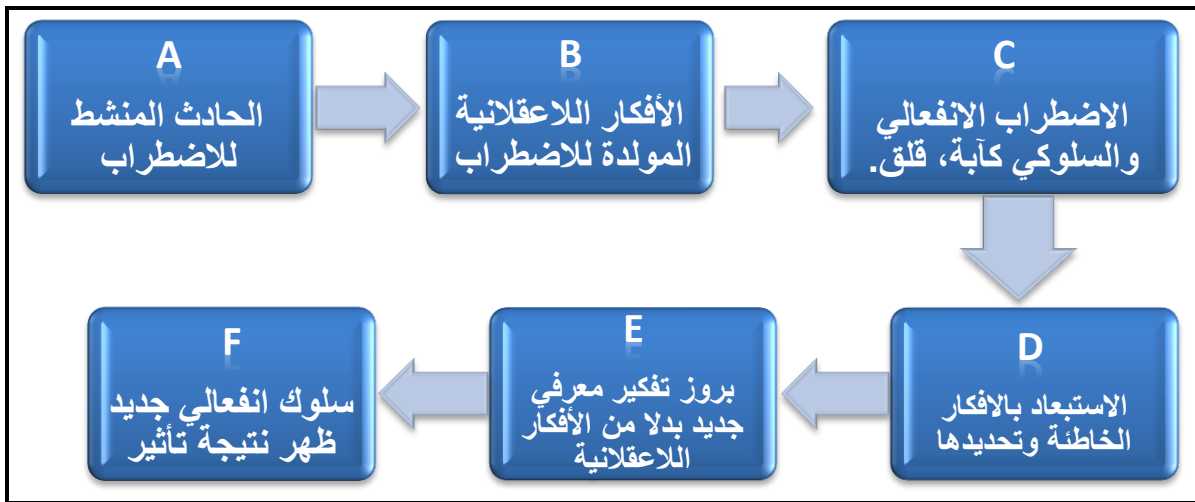 A
الحادث المنشط
للاضطراب
B
الأفكار اللاعقلانية
المولدة للاضطراب
C
الاضطراب الانفعالي
والسلوكي كآبة، قلق.
D
الاستبعاد بالافكار
الخاطئة وتحديدها
E
بروز تفكير معرفي
جديد بدلا من الأفكار
اللاعقلانية
F
سلوك انفعالي جديد
ظهر نتيجة تأثير